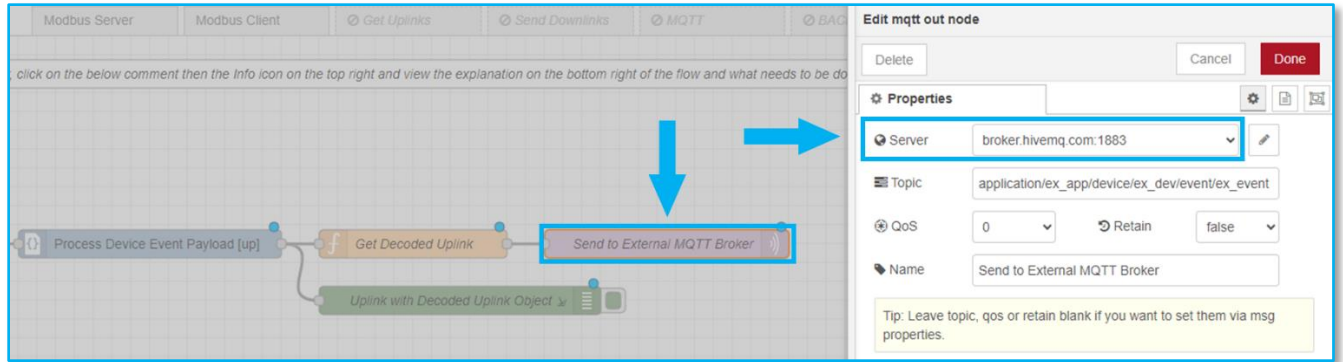 Modbus Server Modbus Client Get Uplinks Send Downlinks MQTT BAC
, click on the below comment then the Info icon on the top right and view the explanation on the bottom right of the flow and what needs to be do
Process Device Event Payload [up] Get Decoded Uplink Send to External MQTT Broker
Uplink with Decoded Uplink Object
Edit mqtt out node
Delete Cancel Done
Properties
Server broker.hivemq.com:1883
Topic application/ex_app/device/ex_dev/event/ex_event
QoS 0 Retain false
Name Send to External MQTT Broker
Tip: Leave topic, qos or retain blank if you want to set them via msg
properties.